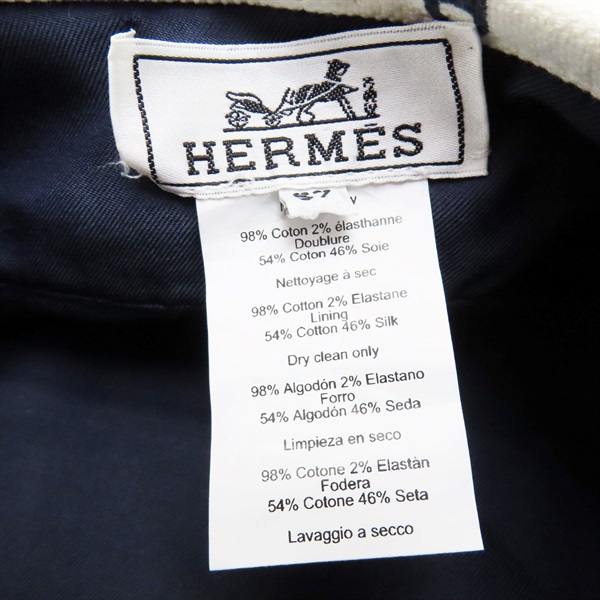 HERMÈS
57
98% Coton 2% élasthanne
Doublure
54% Coton 46% Soie
Nettoyage à sec
98% Cotton 2% Elastane
Lining
54% Cotton 46% Silk
Dry clean only
98% Algodón 2% Elastano
Forro
54% Algodón 46% Seda
Limpieza en seco
98% Cotone 2% Elastàn
Fodera
54% Cotone 46% Seta
Lavaggio a secco